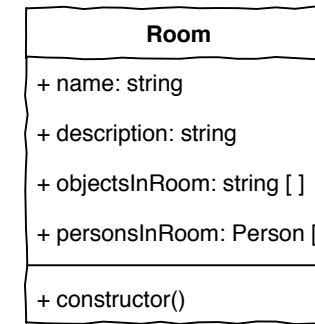 Room
+ name: string
+ description: string
+ objectsInRoom: string [ ]
+ personsInRoom: Person [
+ constructor()